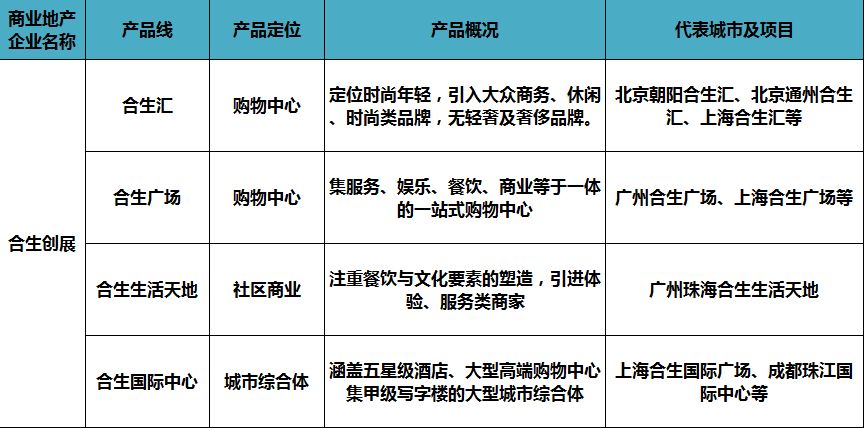 商业地产
企业名称
产品线
产品定位
产品概况
代表城市及项目
合生创展
合生汇
购物中心
定位时尚年轻，引入大众商务、休闲
、时尚类品牌，无轻奢及奢侈品牌。
北京朝阳合生汇、北京通州合生
汇、上海合生汇等
合生广场
购物中心
集服务、娱乐、餐饮、商业等于一体
的一站式购物中心
广州合生广场、上海合生广场等
合生生活天地
社区商业
注重餐饮与文化要素的塑造，引进体
验、服务类商家
广州珠海合生生活天地
合生国际中心
城市综合体
涵盖五星级酒店、大型高端购物中心
集甲级写字楼的大型城市综合体
上海合生国际广场、成都珠江国
际中心等